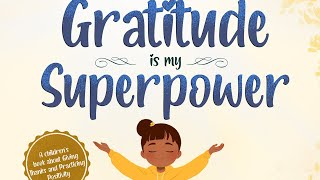 Gratitude
is my
Superpower
A children's
book about Giving
Thanks and Practicing
Positivity